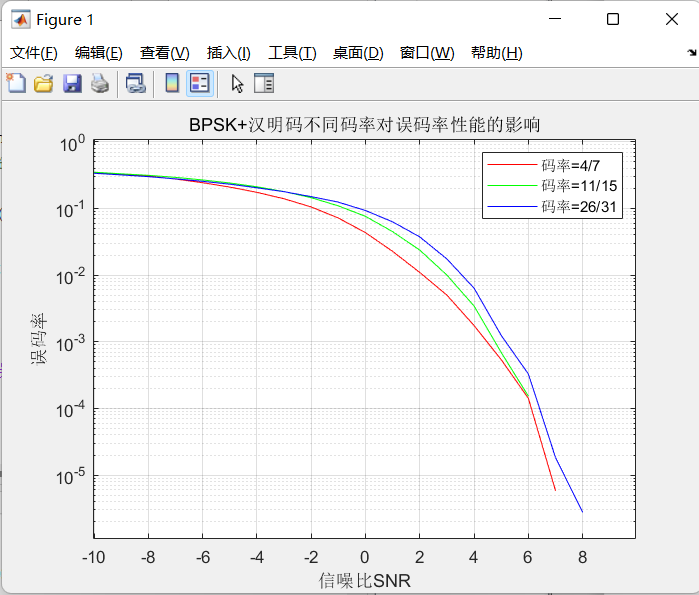 Figure 1
文件(F) 编辑(E) 查看(V) 插入(I) 工具(T) 桌面(D) 窗口(W) 帮助(H)
BPSK+汉明码不同码率对误码率性能的影响
码率=4/7
码率=11/15
码率=26/31
误码率
10^0
10^-1
10^-2
10^-3
10^-4
10^-5
-10 -8 -6 -4 -2 0 2 4 6 8
信噪比SNR